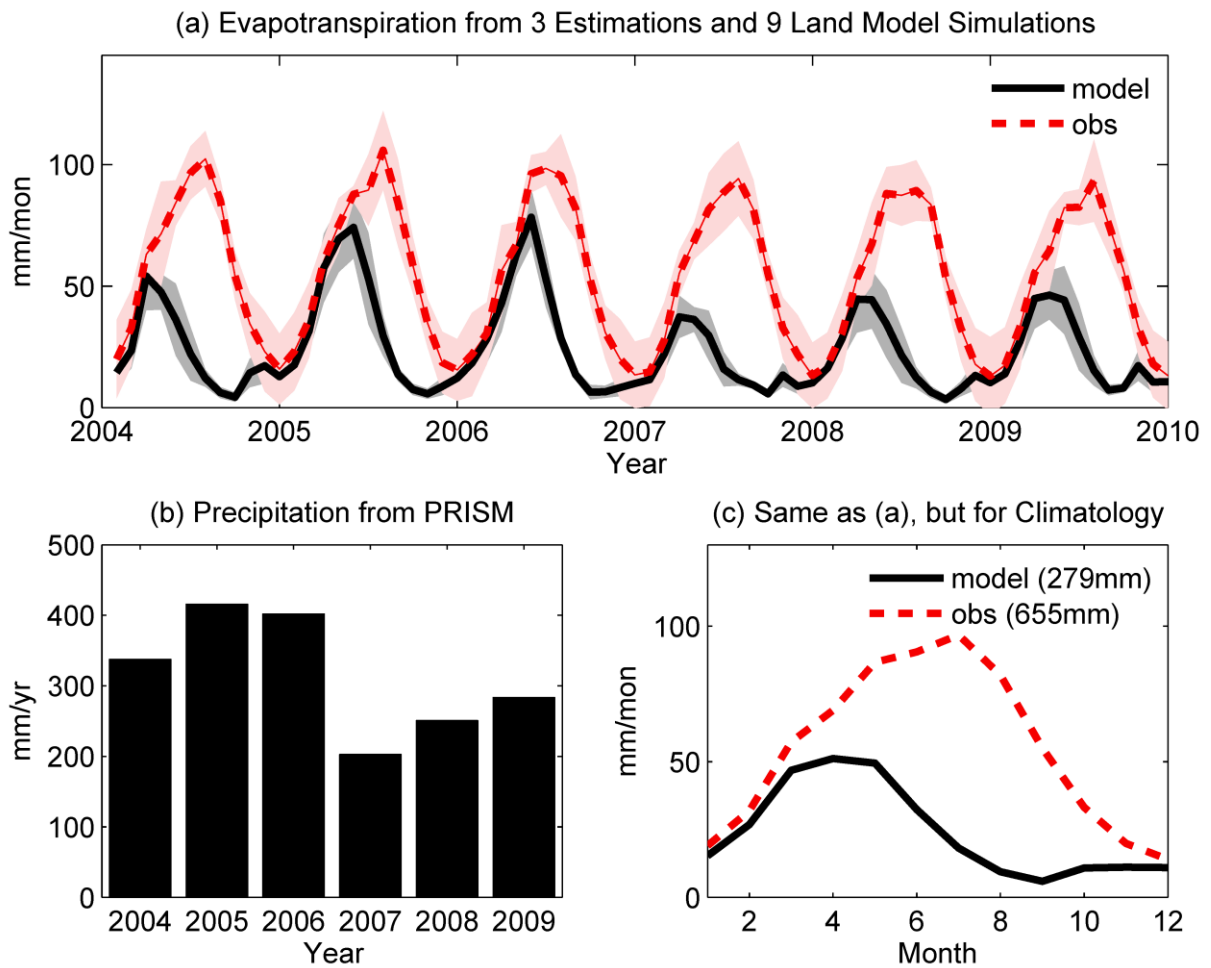 (a) Evapotranspiration from 3 Estimations and 9 Land Model Simulations
model
obs
mm/mon
100
50
0
2004 2005 2006 2007 2008 2009 2010
Year
(b) Precipitation from PRISM
mm/yr
500
400
300
200
100
0
2004 2005 2006 2007 2008 2009
Year
(c) Same as (a), but for Climatology
model (279mm)
obs (655mm)
mm/mon
100
50
0
2 4 6 8 10 12
Month